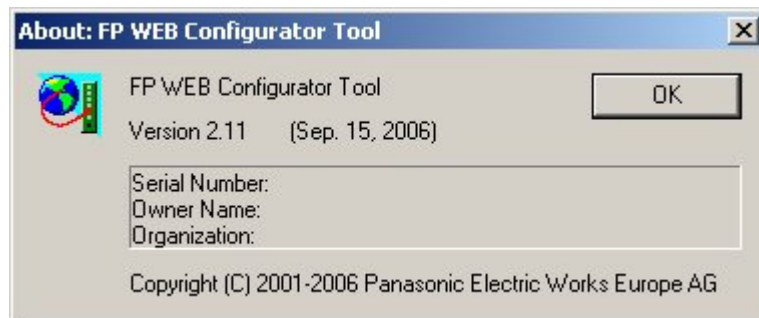 About: FP WEB Configurator Tool
FP WEB Configurator Tool
OK
Version 2.11 (Sep. 15, 2006)
Serial Number:
Owner Name:
Organization:
Copyright (C) 2001-2006 Panasonic Electric Works Europe AG